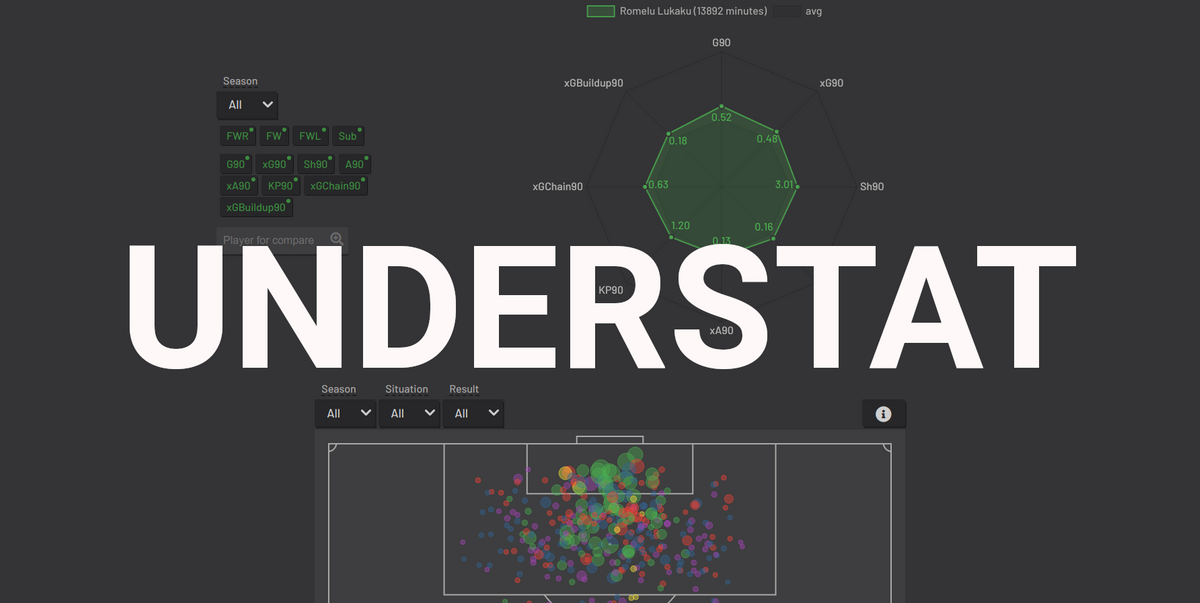 Romelu Lukaku (13892 minutes) avg
G90
xGBuildup90
xG90
Season
All
0.52
FWR FW FWL Sub
0.18
0.48
G90 xG90 Sh90 A90
xGChain90
0.63
3.01
Sh90
xA90 KP90 xGChain90
xGBuildup90
1.20
0.16
Player for compare
0.13
UNDERSTAT
KP90
xA90
Season Situation Result
All All All
i